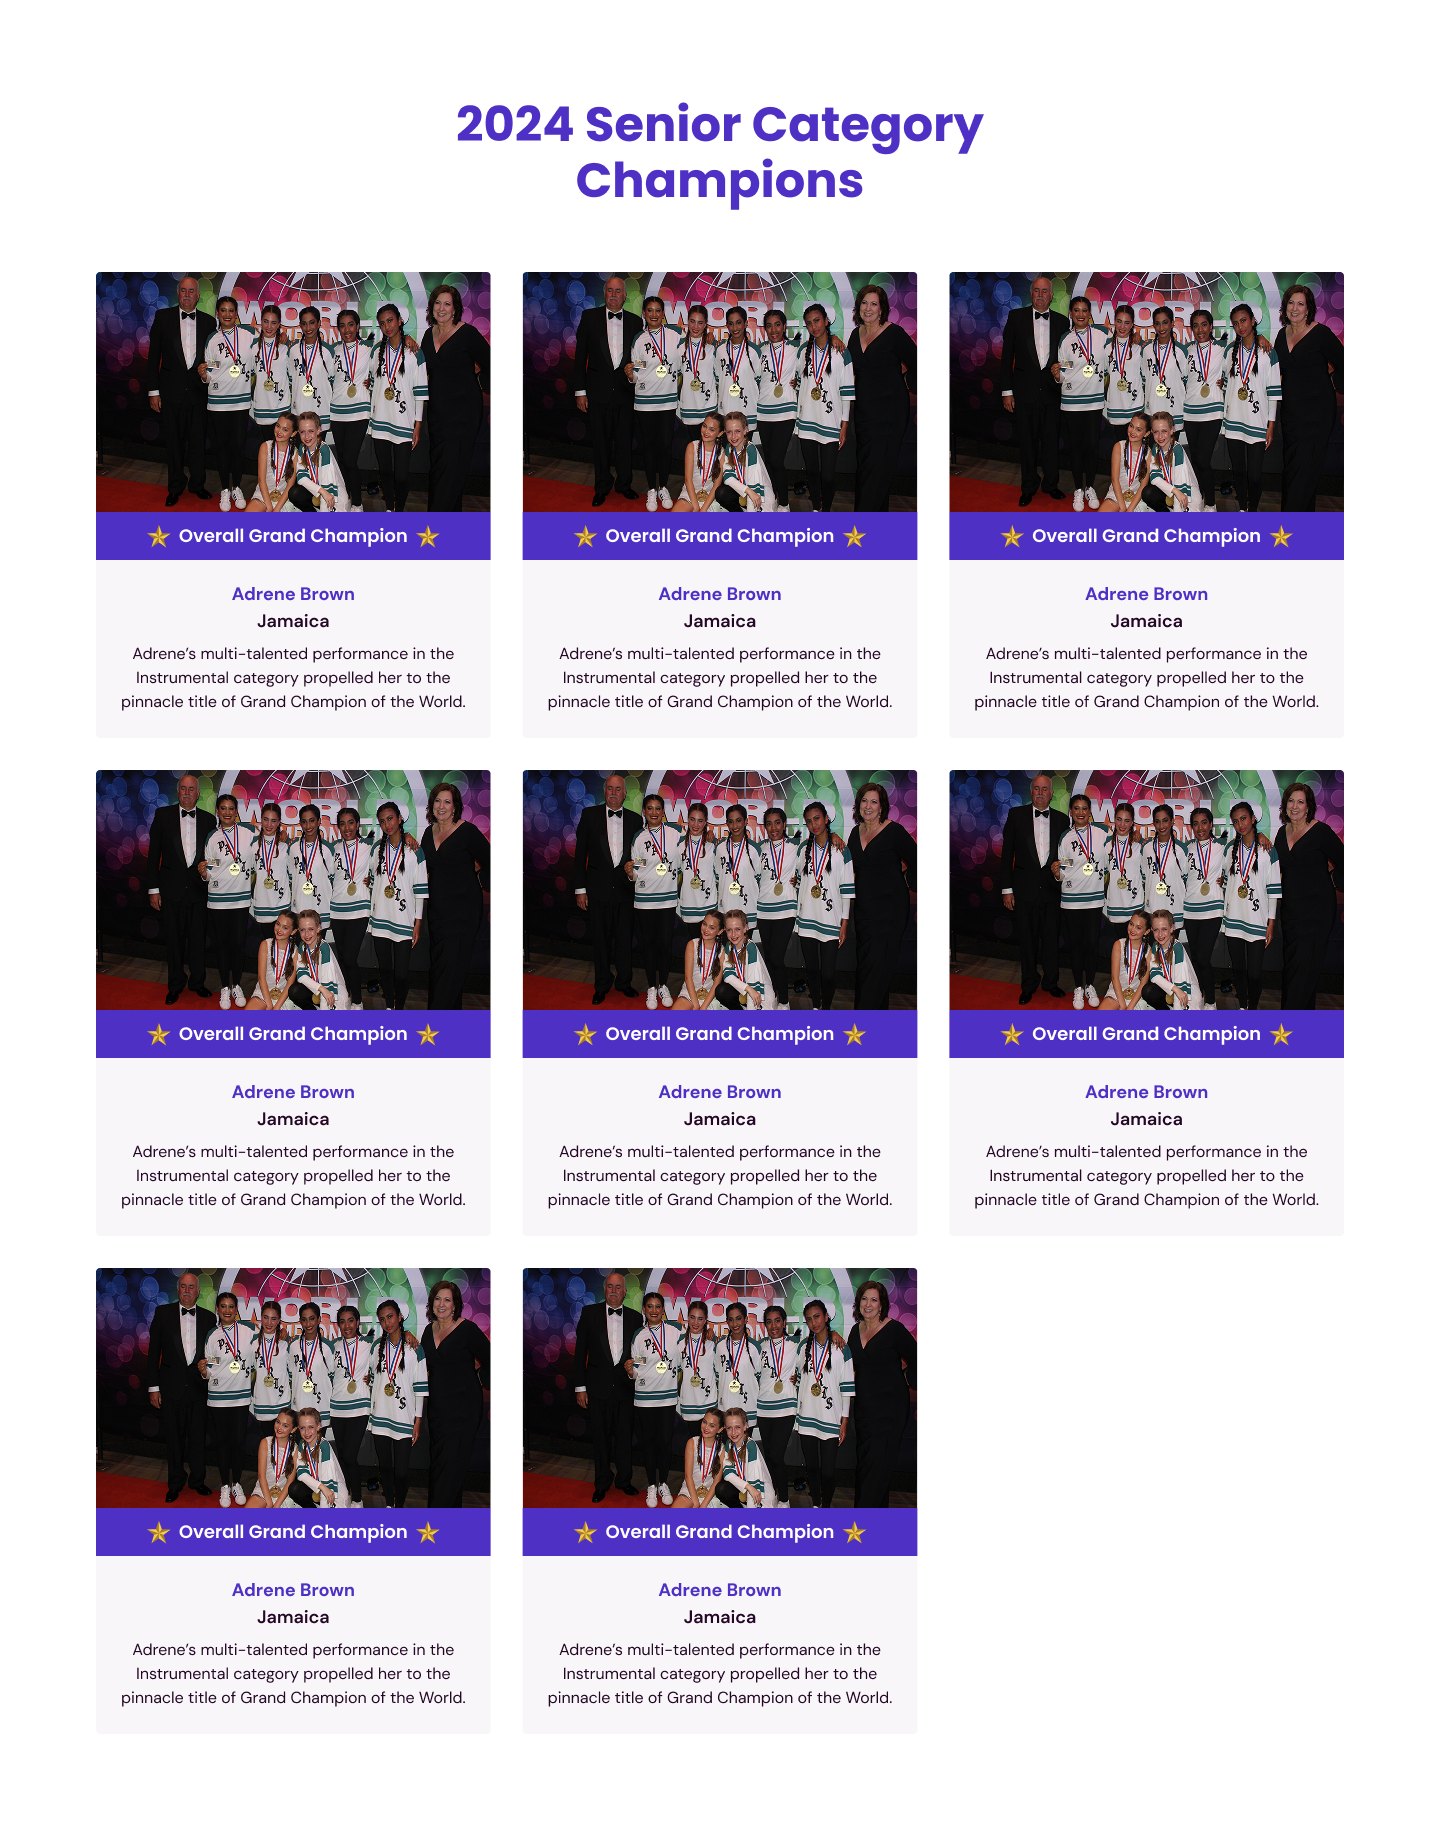 2024 Senior Category
Champions
WORLD
WORLD
WORLD
Overall Grand Champion
Overall Grand Champion
Overall Grand Champion
Adrene Brown
Adrene Brown
Adrene Brown
Jamaica
Jamaica
Jamaica
Adrene’s multi-talented performance in the
Instrumental category propelled her to the
pinnacle title of Grand Champion of the World.
Adrene’s multi-talented performance in the
Instrumental category propelled her to the
pinnacle title of Grand Champion of the World.
Adrene’s multi-talented performance in the
Instrumental category propelled her to the
pinnacle title of Grand Champion of the World.
WORLD
WORLD
WORLD
Overall Grand Champion
Overall Grand Champion
Overall Grand Champion
Adrene Brown
Adrene Brown
Adrene Brown
Jamaica
Jamaica
Jamaica
Adrene’s multi-talented performance in the
Instrumental category propelled her to the
pinnacle title of Grand Champion of the World.
Adrene’s multi-talented performance in the
Instrumental category propelled her to the
pinnacle title of Grand Champion of the World.
Adrene’s multi-talented performance in the
Instrumental category propelled her to the
pinnacle title of Grand Champion of the World.
WORLD
WORLD
Overall Grand Champion
Overall Grand Champion
Adrene Brown
Adrene Brown
Jamaica
Jamaica
Adrene’s multi-talented performance in the
Instrumental category propelled her to the
pinnacle title of Grand Champion of the World.
Adrene’s multi-talented performance in the
Instrumental category propelled her to the
pinnacle title of Grand Champion of the World.